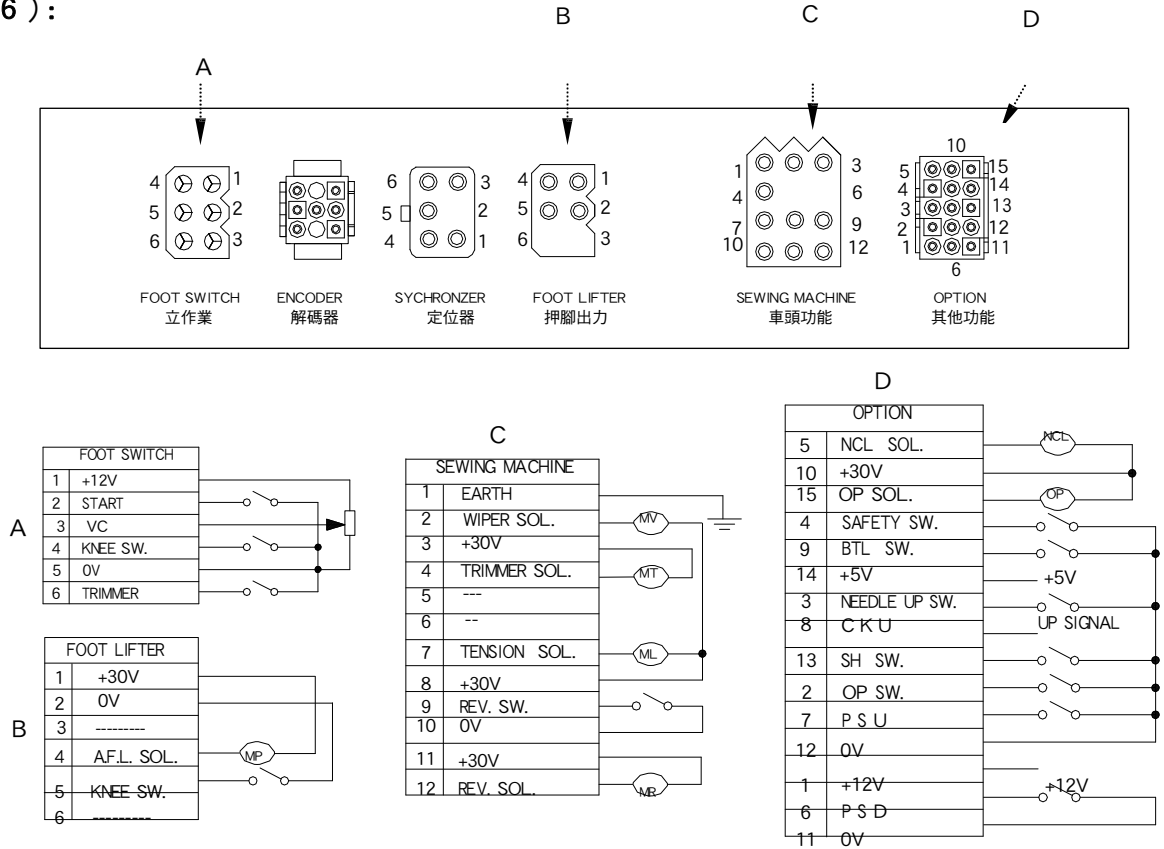 6 ):
B
C
D
A
4 1
5 2
6 3
6 3
5 2
4 1
4 1
5 2
6 3
1 3
4 6
7 9
10 12
10
5 15
4 14
3 13
2 12
1 11
6
FOOT SWITCH
立作業
ENCODER
解碼器
SYCHRONZER
定位器
FOOT LIFTER
押腳出力
SEWING MACHINE
車頭功能
OPTION
其他功能
A
FOOT SWITCH
1 +12V
2 START
3 VC
4 KNEE SW.
5 0V
6 TRIMMER
B
FOOT LIFTER
1 +30V
2 0V
3 ---------
4 A.F.L. SOL.
5 KNEE SW.
6 ----------
MP
C
SEWING MACHINE
1 EARTH
2 WIPER SOL.
3 +30V
4 TRIMMER SOL.
5 ---
6 --
7 TENSION SOL.
8 +30V
9 REV. SW.
10 0V
11 +30V
12 REV. SOL.
MV
MT
ML
MR
D
OPTION
5 NCL SOL.
10 +30V
15 OP SOL.
4 SAFETY SW.
9 BTL SW.
14 +5V
3 NEEDLE UP SW.
8 CKU
13 SH SW.
2 OP SW.
7 PSU
12 0V
1 +12V
6 PSD
11 0V
NCL
OP
+5V
UP SIGNAL
+12V